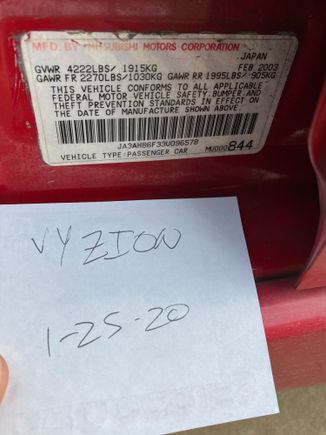 MFD. BY MITSUBISHI MOTORS CORPORATION
JAPAN
GVWR 4222LBS/ 1915KG FEB 2003
GAWR FR 2270LBS/1030KG GAWR RR 1995LBS/ 905KG
THIS VEHICLE CONFORMS TO ALL APPLICABLE
FEDERAL MOTOR VEHICLE SAFETY, BUMPER, AND
THEFT PREVENTION STANDARDS IN EFFECT ON THE
DATE OF MANUFACTURE SHOWN ABOVE.
JA3AH86F33U096578
VEHICLE TYPE: PASSENGER CAR MU000844
VYZION
1-25-20